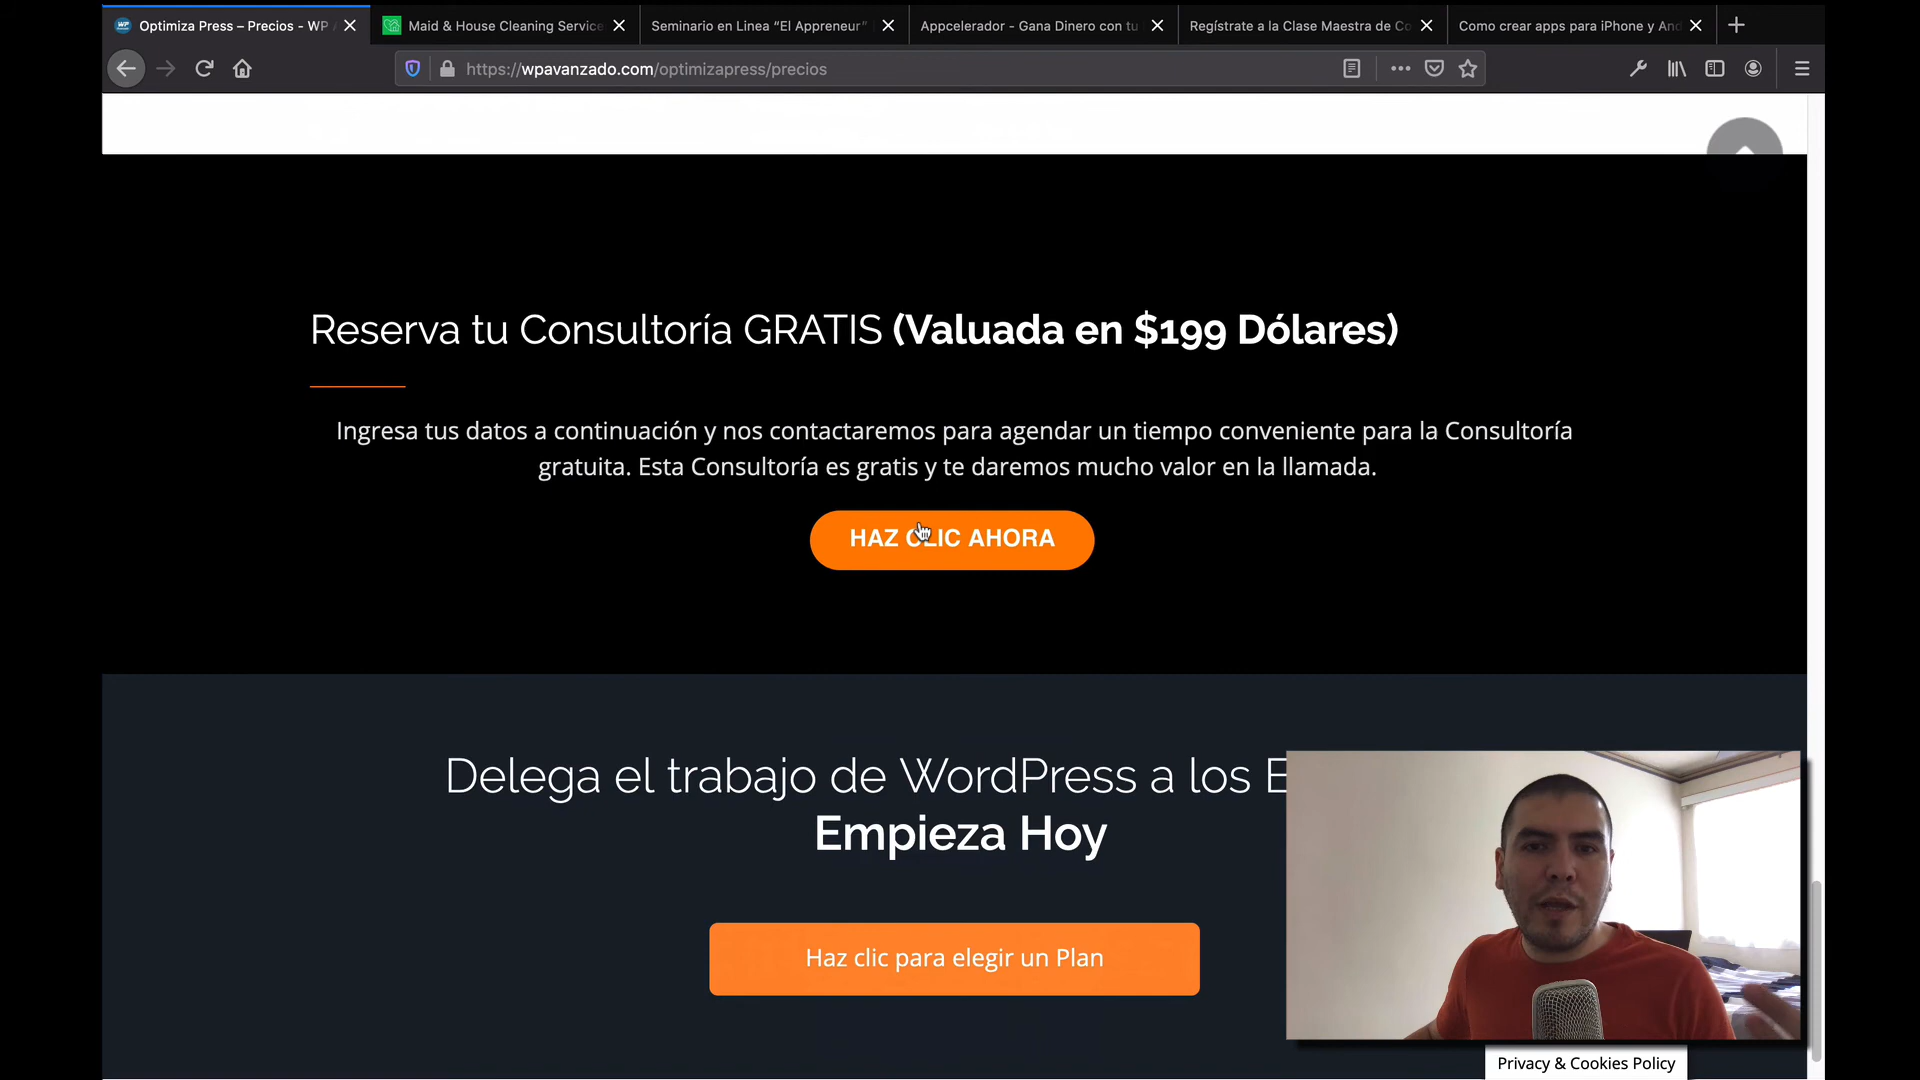 Optimiza Press – Precios - WP
Maid & House Cleaning Service
Seminario en Linea “El Appreneur”
Appcelerador - Gana Dinero con tu
Regístrate a la Clase Maestra de Co
Como crear apps para iPhone y And
https://wpavanzado.com/optimizapress/precios
Reserva tu Consultoría GRATIS (Valuada en $199 Dólares)
Ingresa tus datos a continuación y nos contactaremos para agendar un tiempo conveniente para la Consultoría
gratuita. Esta Consultoría es gratis y te daremos mucho valor en la llamada.
HAZ CLIC AHORA
Delega el trabajo de WordPress a los E
Empieza Hoy
Haz clic para elegir un Plan
Privacy & Cookies Policy